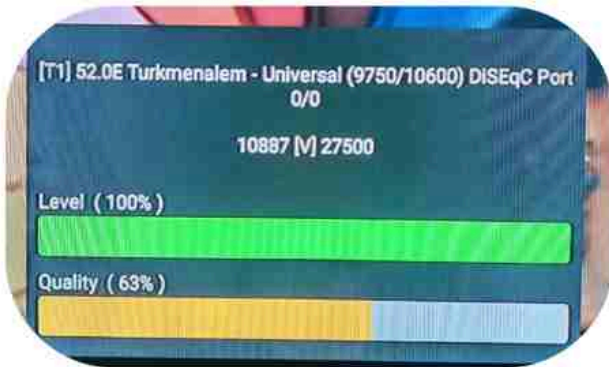 [T1] 52.0E Turkmenalem - Universal (9750/10600) DiSEqC Port
0/0
10887 [V] 27500
Level ( 100% )
Quality ( 63% )